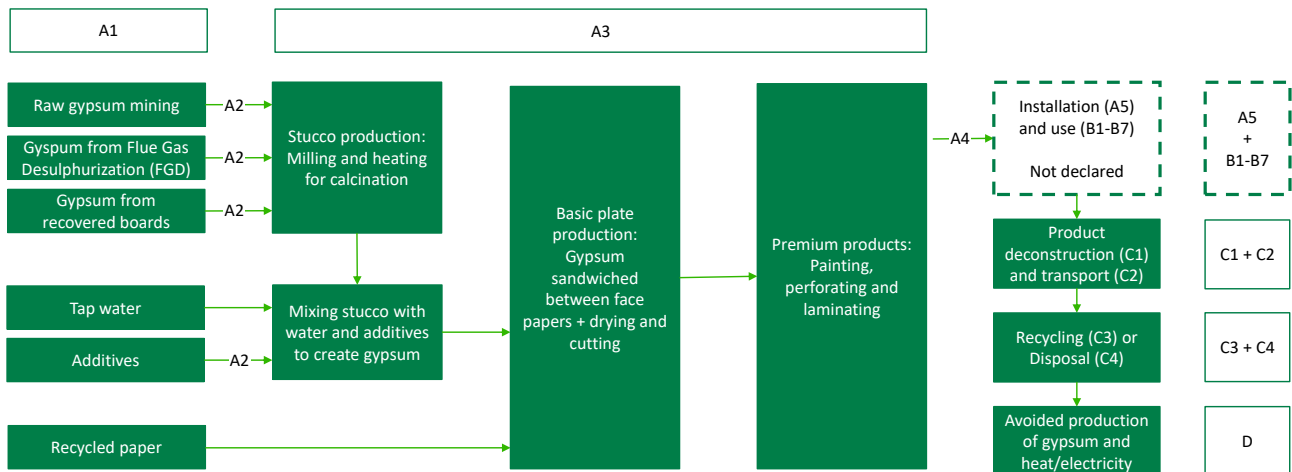 A1
A3
Raw gypsum mining
A2
Gyspum from Flue Gas
Desulphurization (FGD)
A2
Gypsum from
recovered boards
A2
Stucco production:
Milling and heating
for calcination
Tap water
Additives
A2
Mixing stucco with
water and additives
to create gypsum
Recycled paper
Basic plate
production:
Gypsum
sandwiched
between face
papers + drying and
cutting
Premium products:
Painting,
perforating and
laminating
A4
Installation (A5)
and use (B1-B7)
Not declared
A5
+
B1-B7
Product
deconstruction (C1)
and transport (C2)
C1 + C2
Recycling (C3) or
Disposal (C4)
C3 + C4
Avoided production
of gypsum and
heat/electricity
D